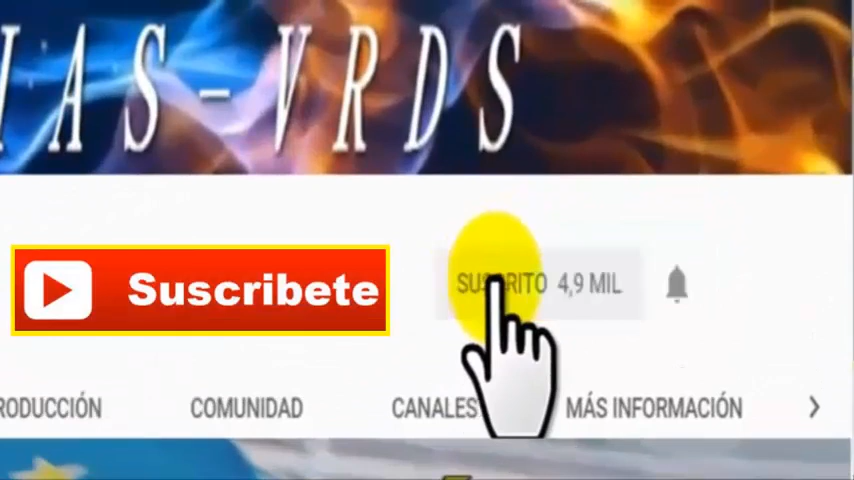 IAS-VRDS
Suscribete
SUSCRITO 4,9 MIL
RODUCCIÓN COMUNIDAD CANALES MÁS INFORMACIÓN